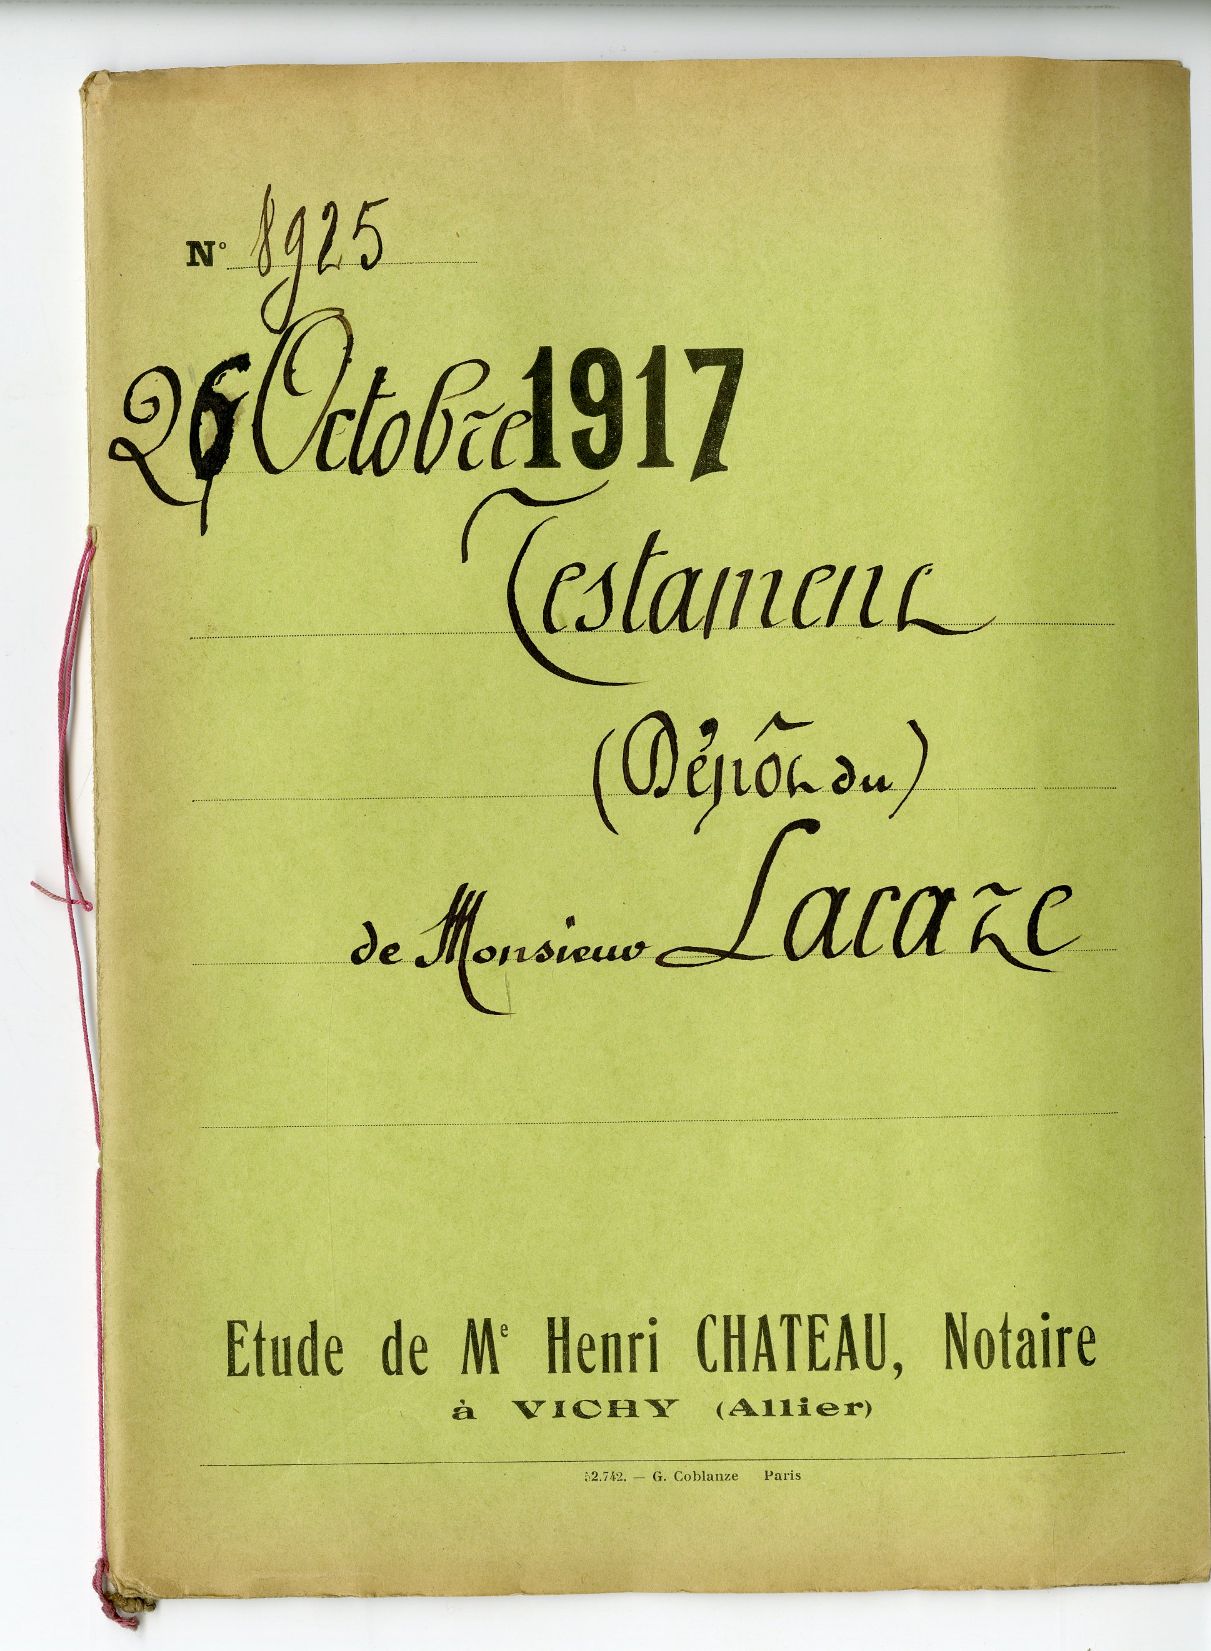 N° 8925
26 Octobre 1917
Testament
(Dépôt du)
de Monsieur Lacaze
Etude de Me Henri CHATEAU, Notaire
à VICHY (Allier)
52.742. — G. Coblanze Paris